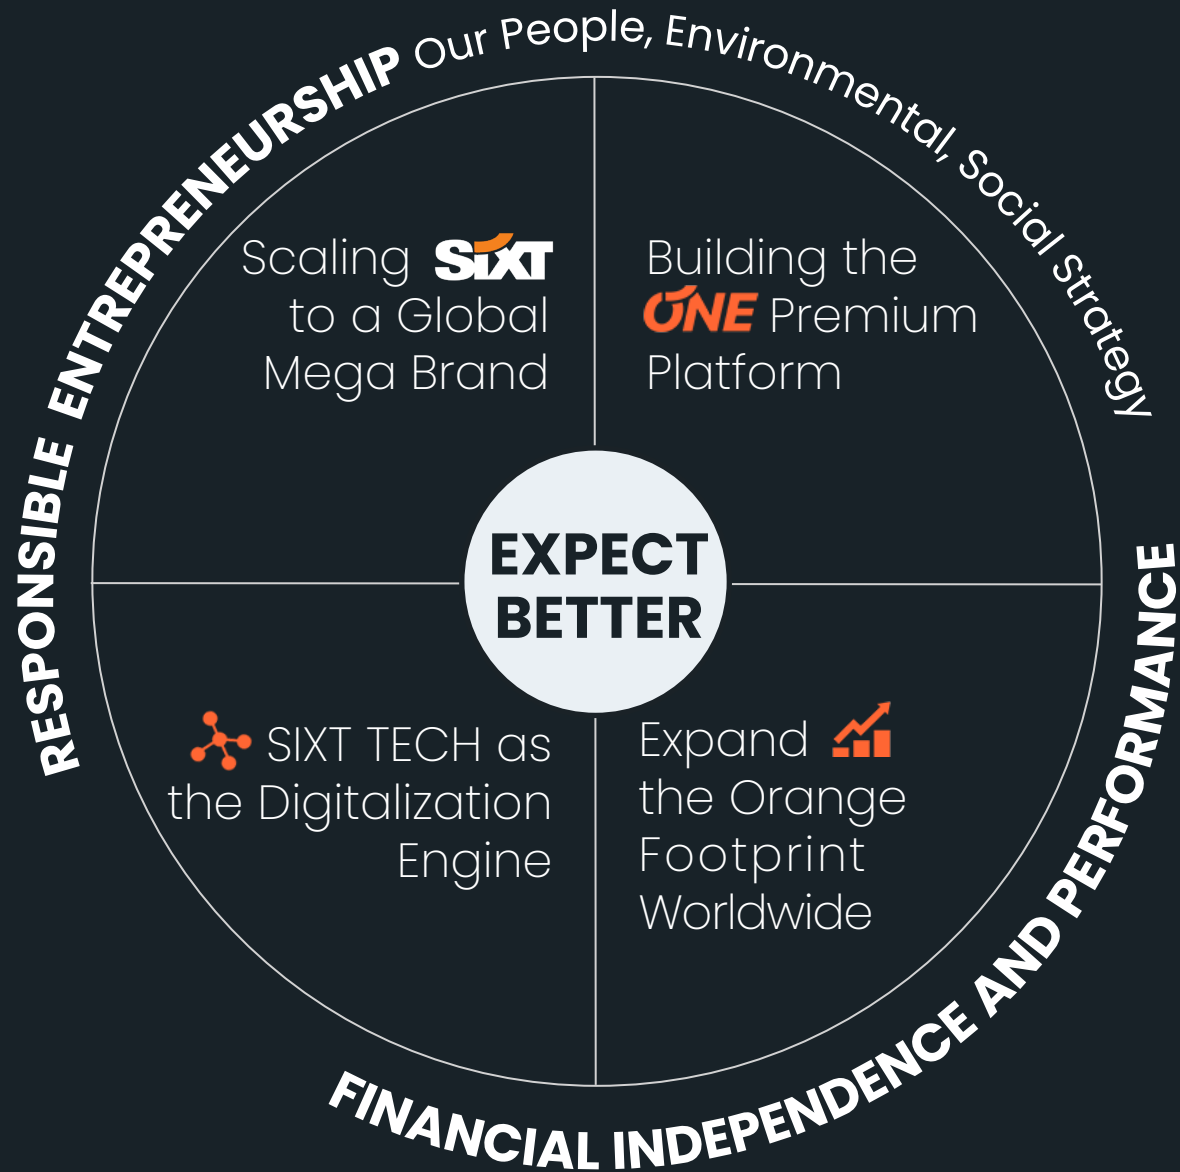 RESPONSIBLE ENTREPRENEURSHIP Our People, Environmental, Social Strategy
Scaling SIXT
to a Global
Mega Brand
Building the
ONE Premium
Platform
EXPECT
BETTER
SIXT TECH as
the Digitalization
Engine
Expand
the Orange
Footprint
Worldwide
FINANCIAL INDEPENDENCE AND PERFORMANCE